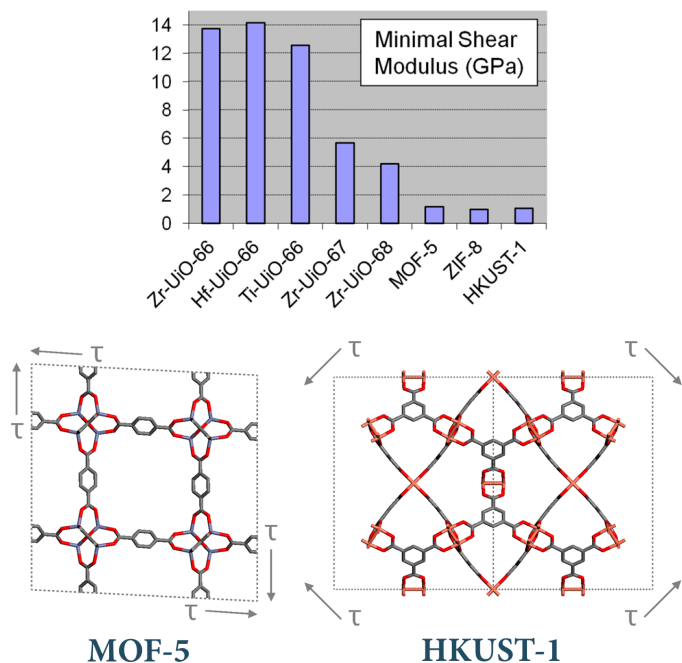 14
12
10
8
6
4
2
0
Minimal Shear
Modulus (GPa)
Zr-UiO-66
Hf-UiO-66
Ti-UiO-66
Zr-UiO-67
Zr-UiO-68
MOF-5
ZIF-8
HKUST-1
τ
τ
τ
τ
τ
τ
τ
τ
MOF-5
HKUST-1